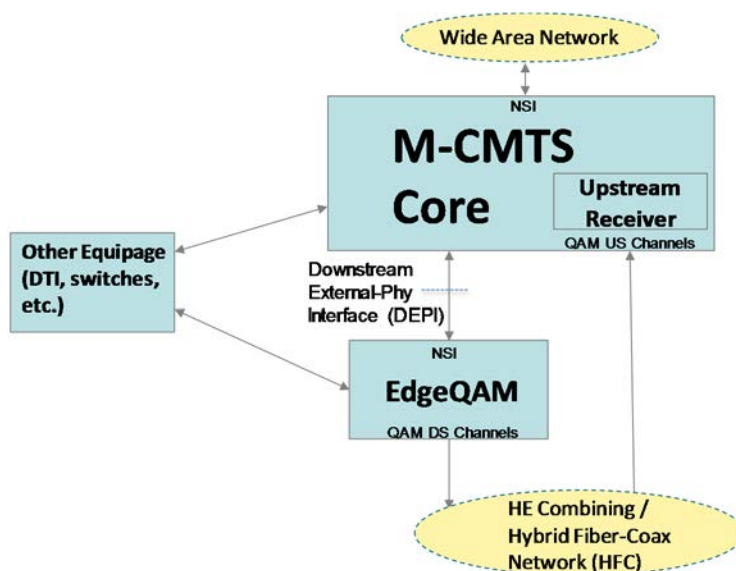 Wide Area Network
NSI
M-CMTS
Core
Upstream
Receiver
QAM US Channels
Other Equipage
(DTI, switches,
etc.)
Downstream
External-Phy
Interface (DEPI)
NSI
EdgeQAM
QAM DS Channels
HE Combining /
Hybrid Fiber-Coax
Network (HFC)